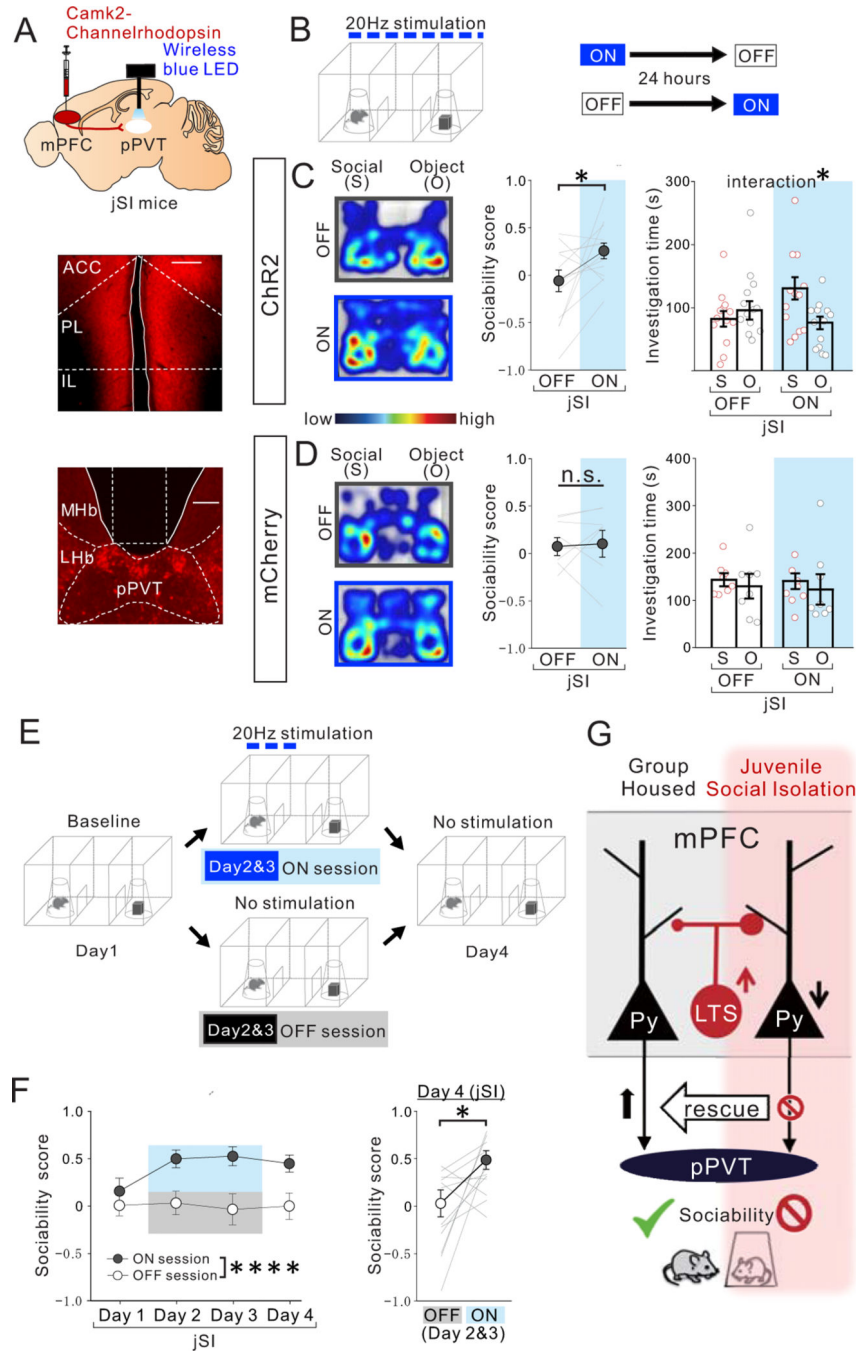 A
Camk2-
Channelrhodopsin
Wireless
blue LED
mPFC
pPVT
jSI mice
ACC
PL
IL
MHb
LHb
pPVT
B
20Hz stimulation
ON
OFF
24 hours
OFF
ON
ChR2
C
Social
(S)
Object
(O)
OFF
ON
low
high
Sociability score
1.0
0.5
0
-0.5
-1.0
*
OFF ON
jSI
Investigation time (s)
300
200
100
interaction *
S O S O
OFF ON
jSI
mCherry
D
Social
(S)
Object
(O)
OFF
ON
Sociability score
1.0
0.5
0
-0.5
-1.0
n.s.
OFF ON
jSI
Investigation time (s)
400
300
200
100
S O S O
OFF ON
jSI
E
20Hz stimulation
Baseline
Day1
Day2&3 ON session
No stimulation
Day2&3 OFF session
No stimulation
Day4
F
Sociability score
1.0
0.5
0
-0.5
-1.0
ON session
OFF session
****
Day 1 Day 2 Day 3 Day 4
jSI
Day 4 (jSI)
*
Sociability score
1.0
0.5
0
-0.5
-1.0
OFF ON
(Day 2&3)
G
Group
Housed
Juvenile
Social Isolation
mPFC
Py
LTS
Py
rescue
pPVT
Sociability